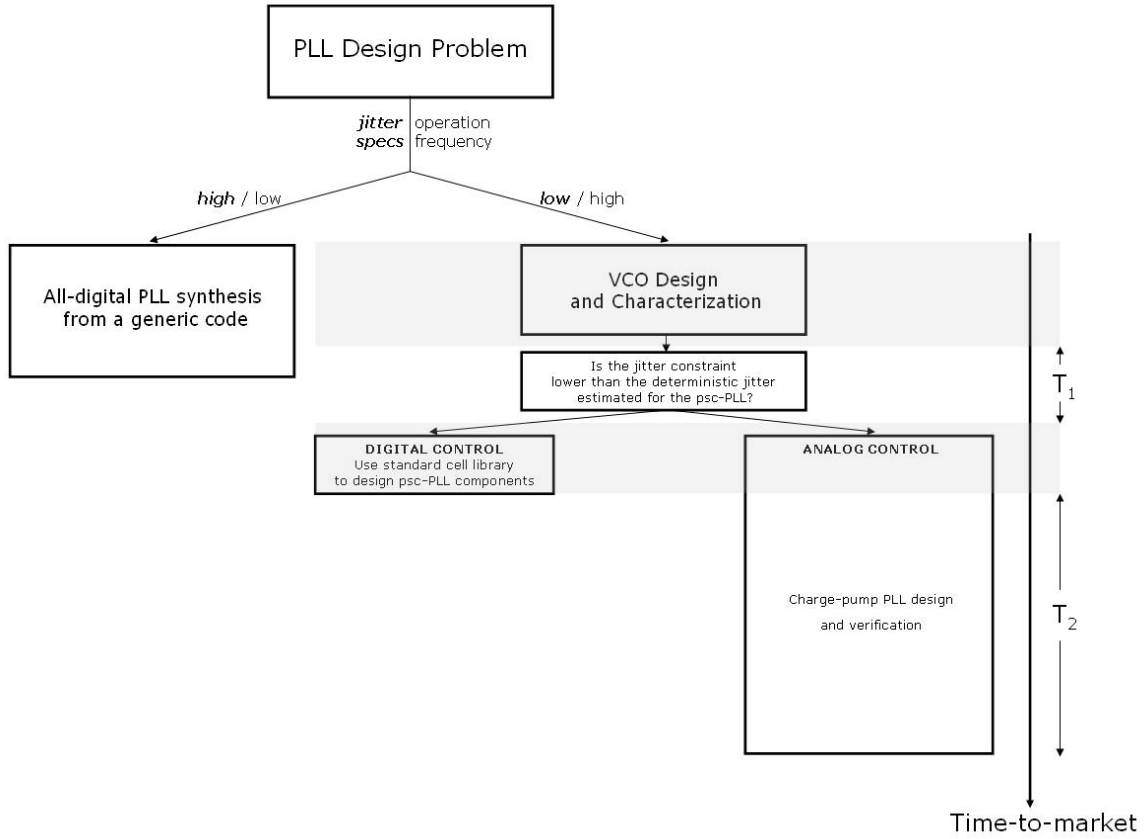 PLL Design Problem
jitter operation
specs frequency
high / low
low / high
All-digital PLL synthesis
from a generic code
VCO Design
and Characterization
Is the jitter constraint
lower than the deterministic jitter
estimated for the psc-PLL?
T1
DIGITAL CONTROL
Use standard cell library
to design psc-PLL components
ANALOG CONTROL
Charge-pump PLL design
and verification
T2
Time-to-market